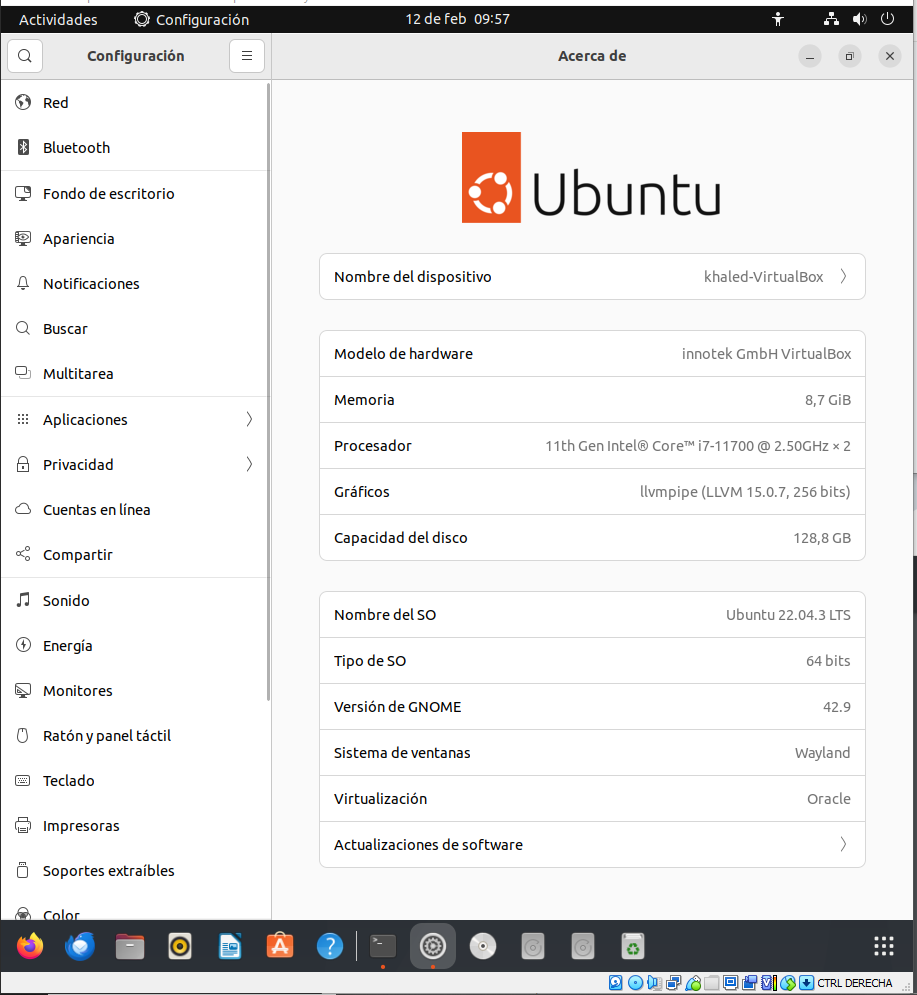 Actividades Configuración 12 de feb 09:57
Configuración Acerca de
Red
Bluetooth
Fondo de escritorio
Apariencia
Notificaciones
Buscar
Multitarea
Aplicaciones
Privacidad
Cuentas en línea
Compartir
Sonido
Energía
Monitores
Ratón y panel táctil
Teclado
Impresoras
Soportes extraíbles
Color
Ubuntu
Nombre del dispositivo khaled-VirtualBox
Modelo de hardware innotek GmbH VirtualBox
Memoria 8,7 GiB
Procesador 11th Gen Intel® Core™ i7-11700 @ 2.50GHz × 2
Gráficos llvmpipe (LLVM 15.0.7, 256 bits)
Capacidad del disco 128,8 GB
Nombre del SO Ubuntu 22.04.3 LTS
Tipo de SO 64 bits
Versión de GNOME 42.9
Sistema de ventanas Wayland
Virtualización Oracle
Actualizaciones de software
CTRL DERECHA